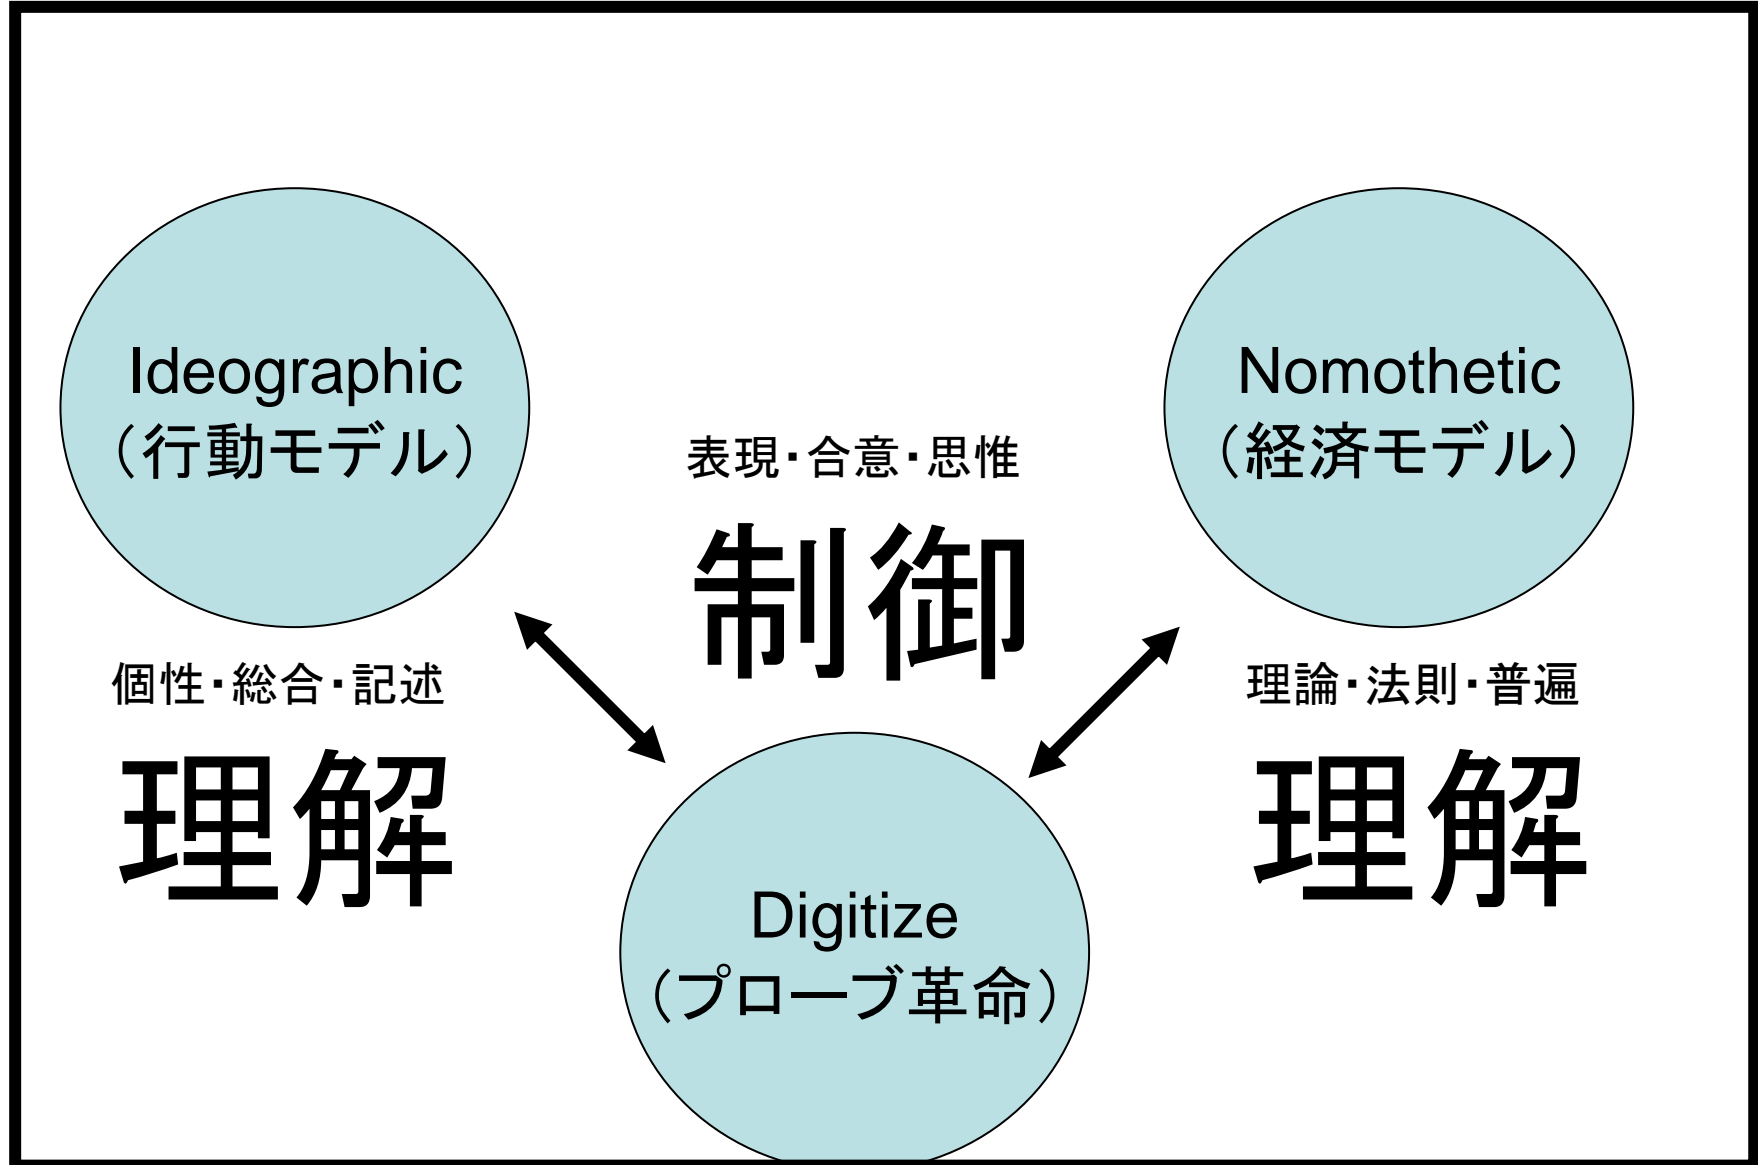 Ideographic
（行動モデル）
個性・総合・記述
理解
表現・合意・思惟
制御
Digitize
（プローブ革命）
Nomothetic
（経済モデル）
理論・法則・普遍
理解